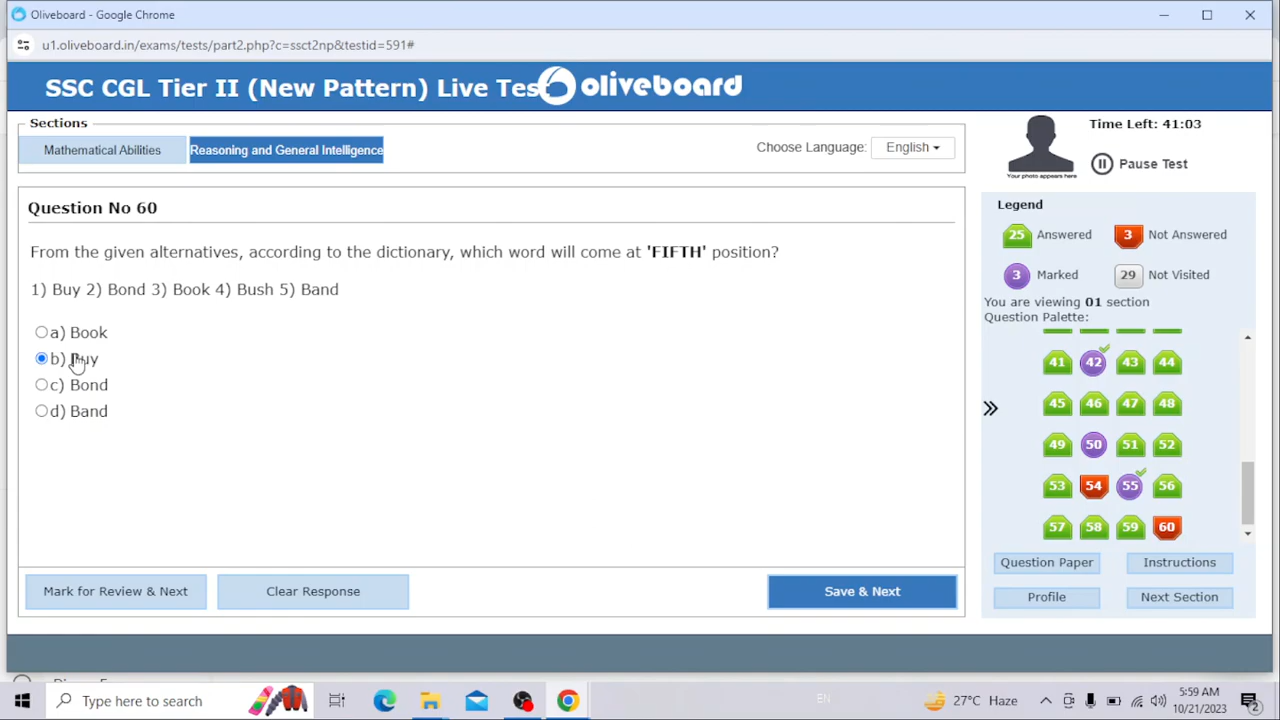 Oliveboard - Google Chrome
u1.oliveboard.in/exams/tests/part2.php?c=ssct2np&testid=591#
SSC CGL Tier II (New Pattern) Live Tes
oliveboard
Sections
Mathematical Abilities
Reasoning and General Intelligence
Choose Language:
English
Your photo appears here
Time Left: 41:03
Pause Test
Question No 60
From the given alternatives, according to the dictionary, which word will come at 'FIFTH' position?
1) Buy 2) Bond 3) Book 4) Bush 5) Band
a) Book
b) Buy
c) Bond
d) Band
Legend
25 Answered 3 Not Answered
3 Marked 29 Not Visited
You are viewing 01 section
Question Palette:
41 42 43 44
45 46 47 48
49 50 51 52
53 54 55 56
57 58 59 60
Question Paper Instructions
Profile Next Section
Mark for Review & Next
Clear Response
Save & Next
Type here to search
EN
27°C Haze
5:59 AM
10/21/2023
2